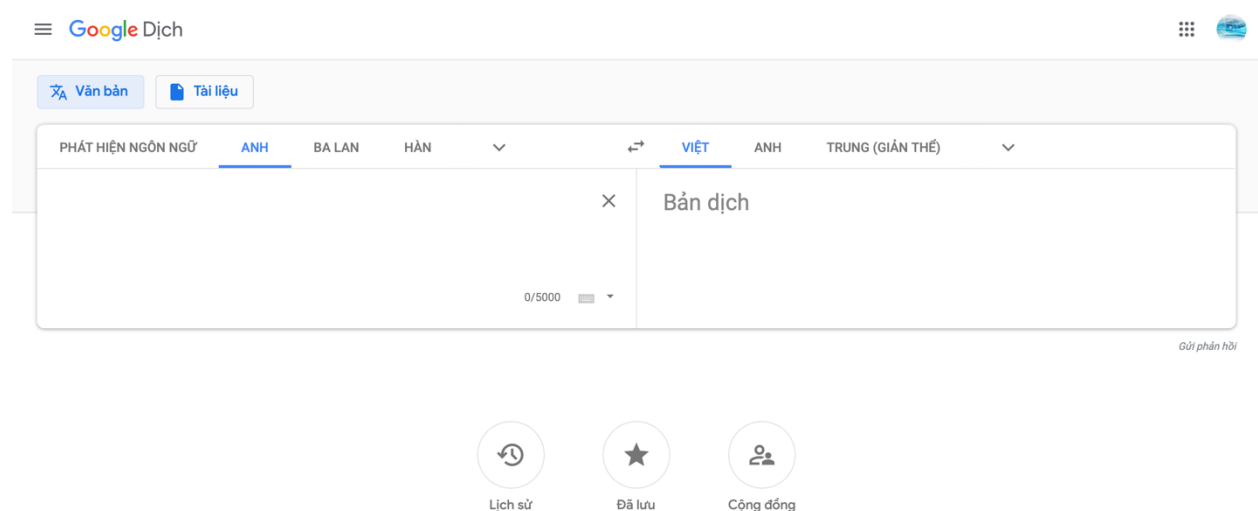 Google Dịch
Văn bản
Tài liệu
PHÁT HIỆN NGÔN NGỮ ANH BA LAN HÀN VIỆT ANH TRUNG (GIẢN THỂ)
Bản dịch
0/5000
Gửi phản hồi
Lịch sử Đã lưu Cộng đồng